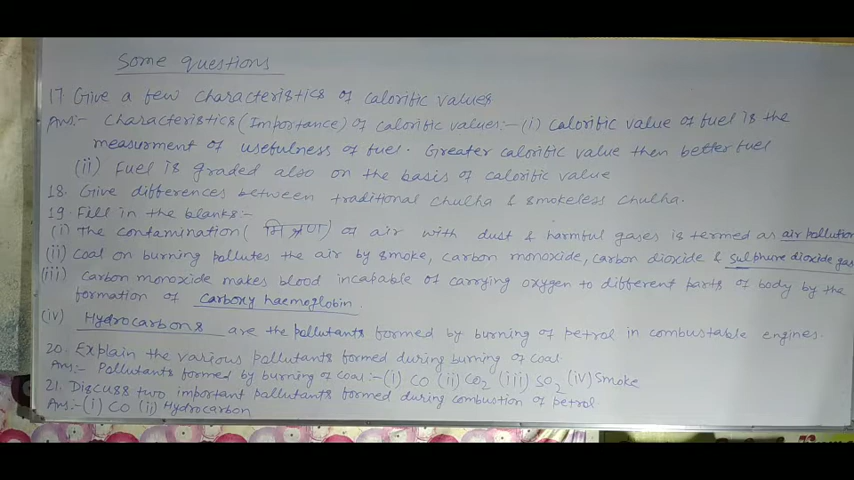 Some questions
17 Give a few characteristics of calorific values
Ans:- Characteristics (Importance) of calorific values:- (i) Calorific value of fuel is the
measurment of usefulness of fuel. Greater calorific value then better fuel
(ii) Fuel is graded also on the basis of calorific value
18. Give differences between traditional chulha & smokeless chulha.
19. Fill in the blanks:-
(i) The contamination (मिश्रण) of air with dust & harmful gases is termed as air pollution
(ii) Coal on burning pollutes the air by smoke, carbon monoxide, carbon dioxide & sulphure dioxide gas
(iii) Carbon monoxide makes blood incapable of carrying oxygen to different parts of body by the
formation of carboxy haemoglobin.
(iv) Hydrocarbons are the pollutants formed by burning of petrol in combustable engines.
20. Explain the various pollutants formed during burning of coal.
Ans:- Pollutants formed by burning of coal:- (i) CO (ii) CO2 (iii) SO2 (iv) Smoke
21. Discuss two important pollutants formed during combustion of petrol
Ans:- (i) CO (ii) Hydrocarbon